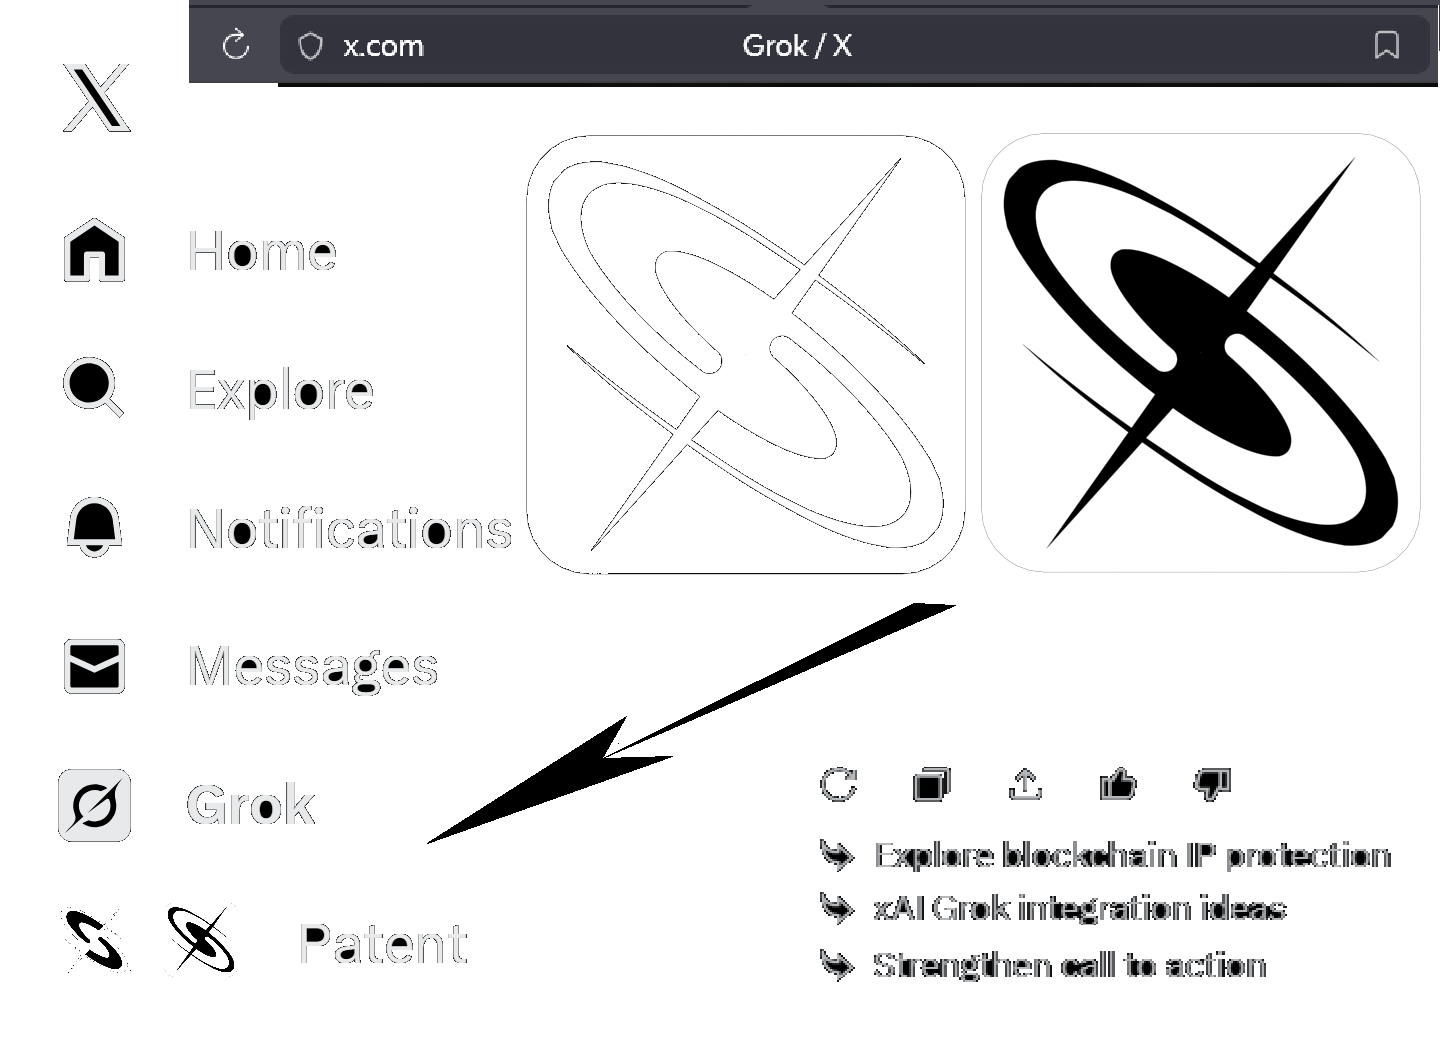 x.com
Grok / X
Home
Explore
Notifications
Messages
Grok
Patent
Explore blockchain IP protection
xAI Grok integration ideas
Strengthen call to action